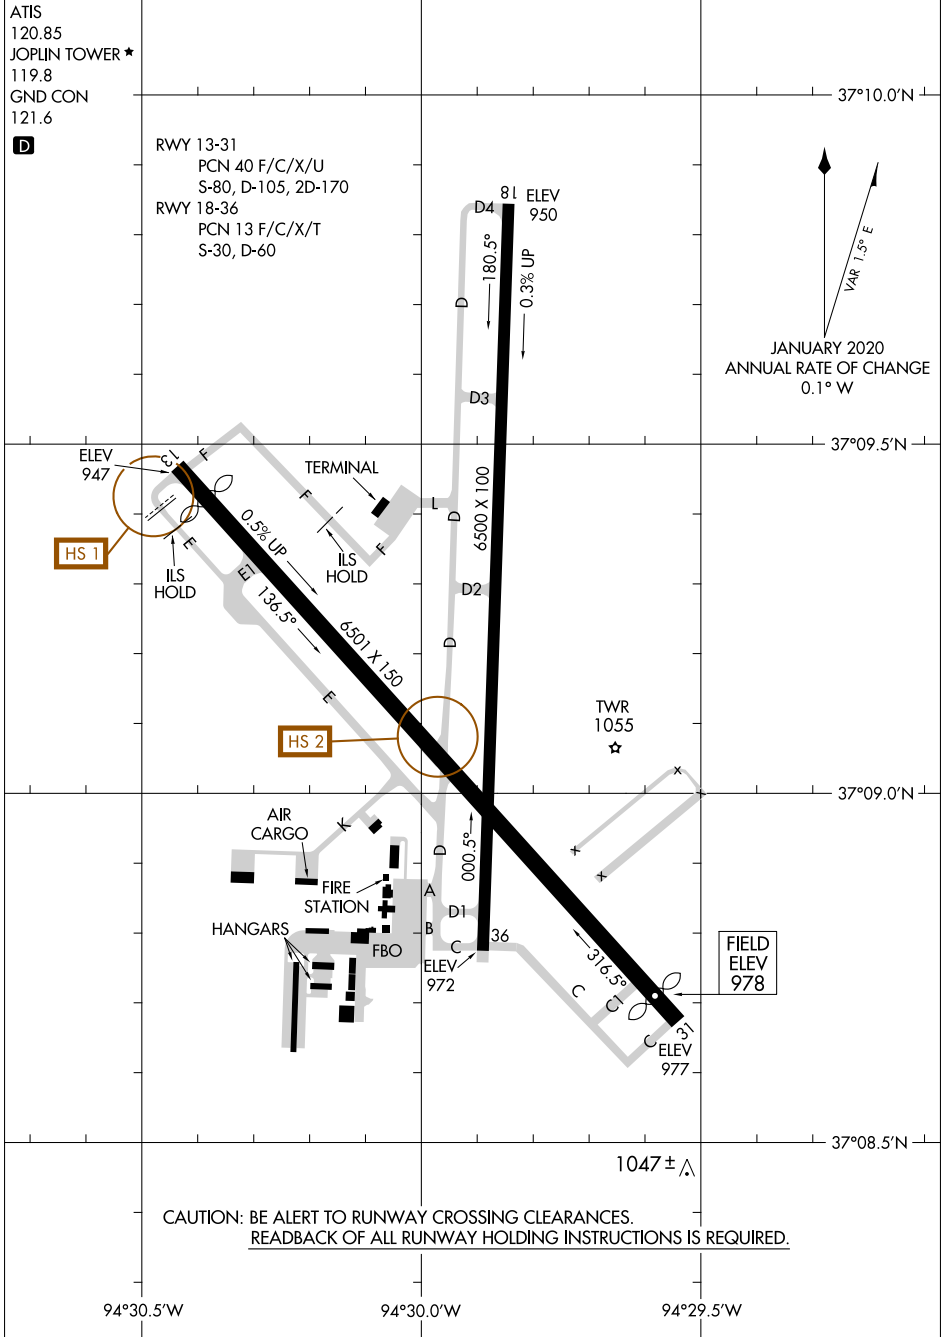 ATIS
120.85
JOPLIN TOWER ★
119.8
GND CON
121.6
D
37°10.0'N
RWY 13-31
PCN 40 F/C/X/U
S-80, D-105, 2D-170
RWY 18-36
PCN 13 F/C/X/T
S-30, D-60
D4
18
ELEV
950
180.5°
0.3% UP
VAR 1.5° E
JANUARY 2020
ANNUAL RATE OF CHANGE
0.1° W
D
D3
37°09.5'N
ELEV
947
13
F
TERMINAL
F
L
D
6500 X 100
HS 1
E
ILS
HOLD
E1
0.5% UP
136.5°
ILS
HOLD
F
D2
6501 X 150
D
E
HS 2
TWR
1055
X
X
X
X
37°09.0'N
AIR
CARGO
K
000.5°
D
FIRE
STATION
A
D1
HANGARS
B
FBO
C
36
ELEV
972
316.5°
FIELD
ELEV
978
C
C1
C
31
ELEV
977
37°08.5'N
1047±
CAUTION: BE ALERT TO RUNWAY CROSSING CLEARANCES.
READBACK OF ALL RUNWAY HOLDING INSTRUCTIONS IS REQUIRED.
94°30.5'W
94°30.0'W
94°29.5'W